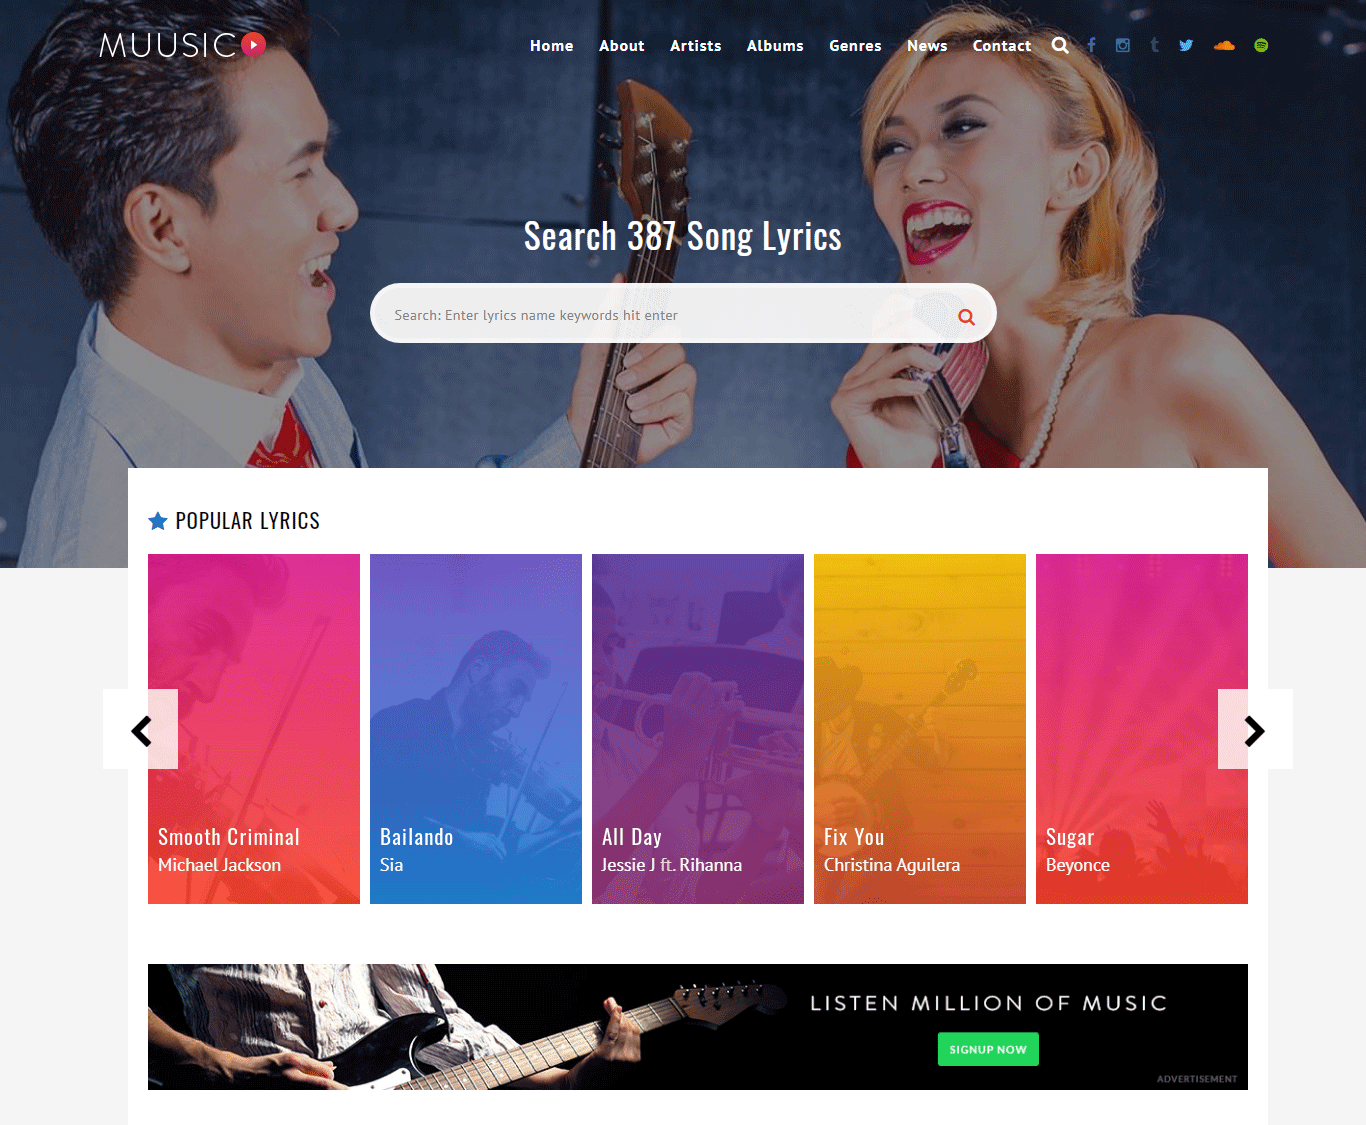 MUUSIC
Home About Artists Albums Genres News Contact
Search 387 Song Lyrics
Search: Enter lyrics name keywords hit enter
POPULAR LYRICS
Smooth Criminal
Michael Jackson
Bailando
Sia
All Day
Jessie J ft. Rihanna
Fix You
Christina Aguilera
Sugar
Beyonce
LISTEN MILLION OF MUSIC
SIGNUP NOW
ADVERTISEMENT